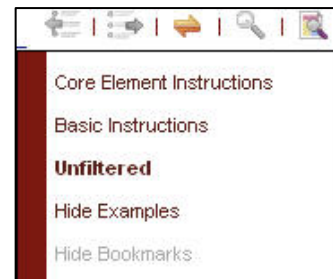 Core Element Instructions
Basic Instructions
Unfiltered
Hide Examples
Hide Bookmarks